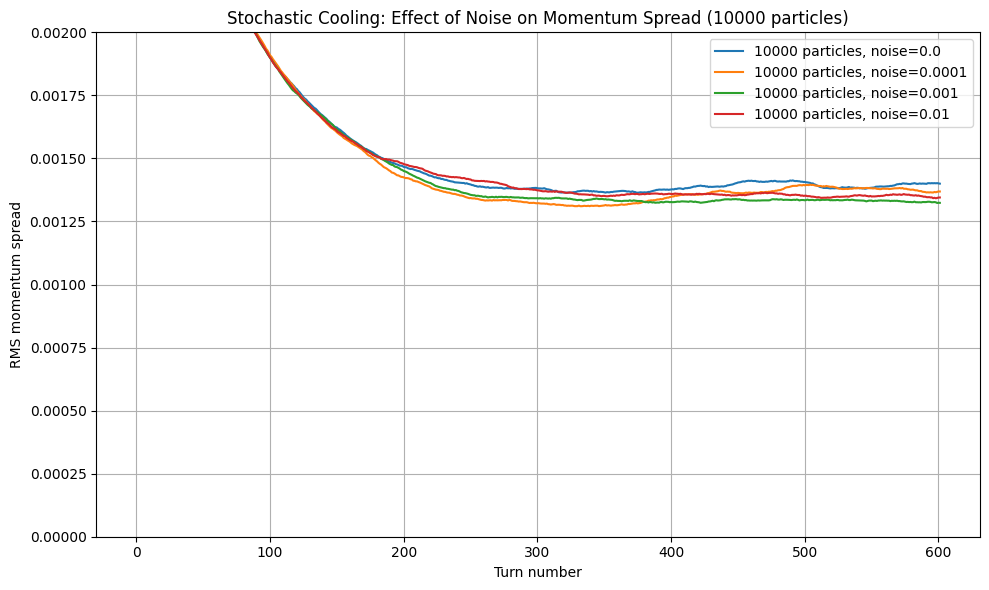 Stochastic Cooling: Effect of Noise on Momentum Spread (10000 particles)
0.00200
0.00175
0.00150
0.00125
0.00100
0.00075
0.00050
0.00025
0.00000
RMS momentum spread
10000 particles, noise=0.0
10000 particles, noise=0.0001
10000 particles, noise=0.001
10000 particles, noise=0.01
0 100 200 300 400 500 600
Turn number